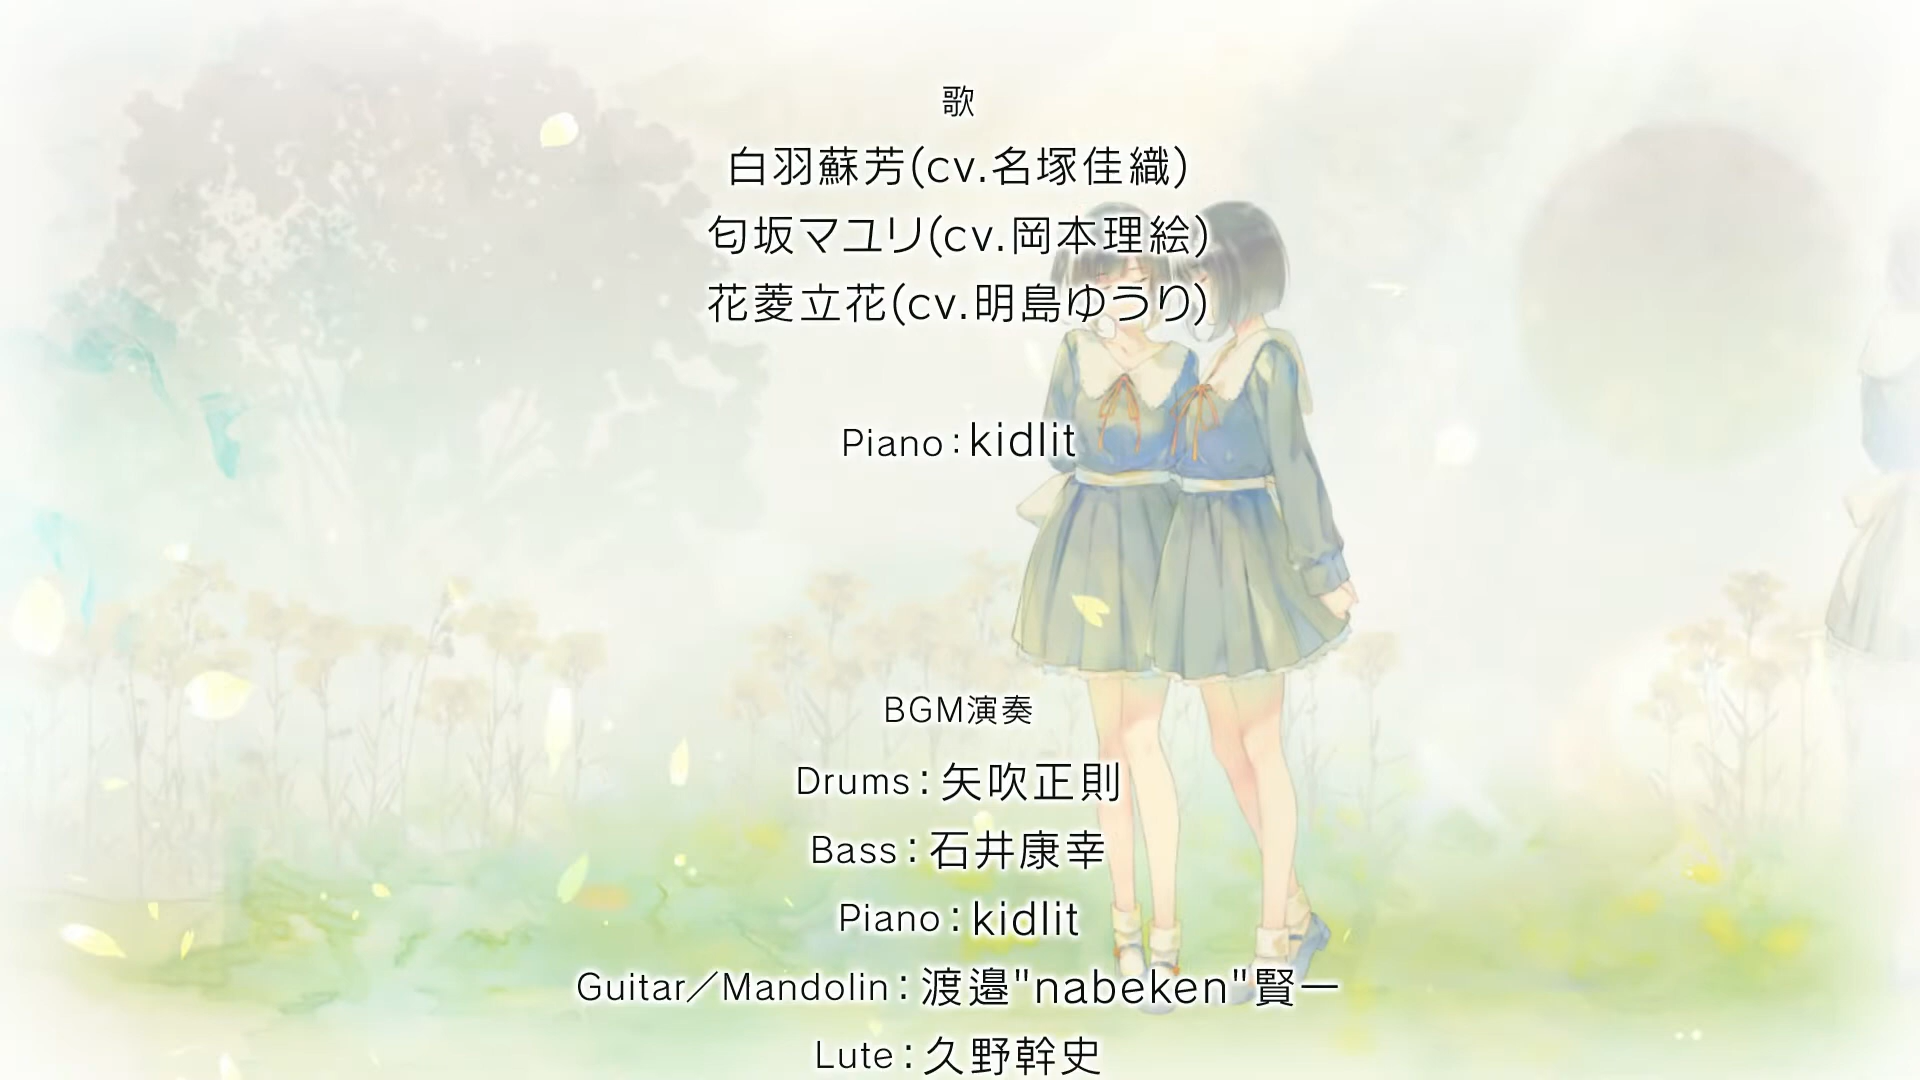 歌
白羽蘇芳(cv.名塚佳織)
匂坂マユリ(cv.岡本理絵)
花菱立花(cv.明島ゆうり)
Piano：kidlit
BGM演奏
Drums：矢吹正則
Bass：石井康幸
Piano：kidlit
Guitar／Mandolin：渡邉"nabeken"賢一
Lute：久野幹史